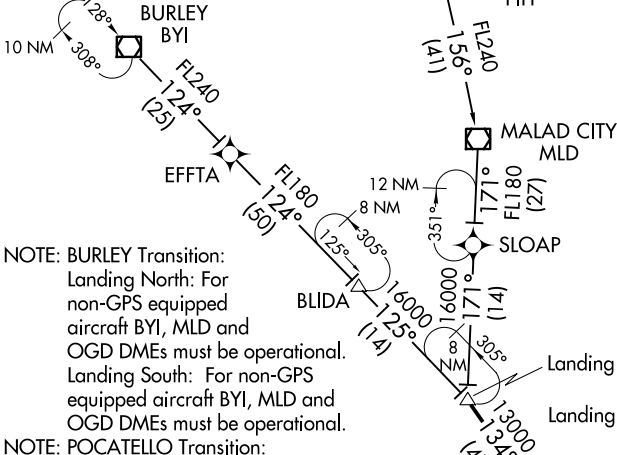 BURLEY
BYI
128°
308°
10 NM
FL240
124°
(25)
EFFTA
FL180
124°
(50)
8 NM
125°
305°
BLIDA
16000
125°
(14)
FL240
156°
(41)
MALAD CITY
MLD
12 NM
351°
171°
FL180
(27)
SLOAP
16000
171°
(14)
8
NM
305°
Landing
Landing
13000
134°
NOTE: BURLEY Transition:
Landing North: For
non-GPS equipped
aircraft BYI, MLD and
OGD DMEs must be operational.
Landing South: For non-GPS
equipped aircraft BYI, MLD and
OGD DMEs must be operational.
NOTE: POCATELLO Transition: